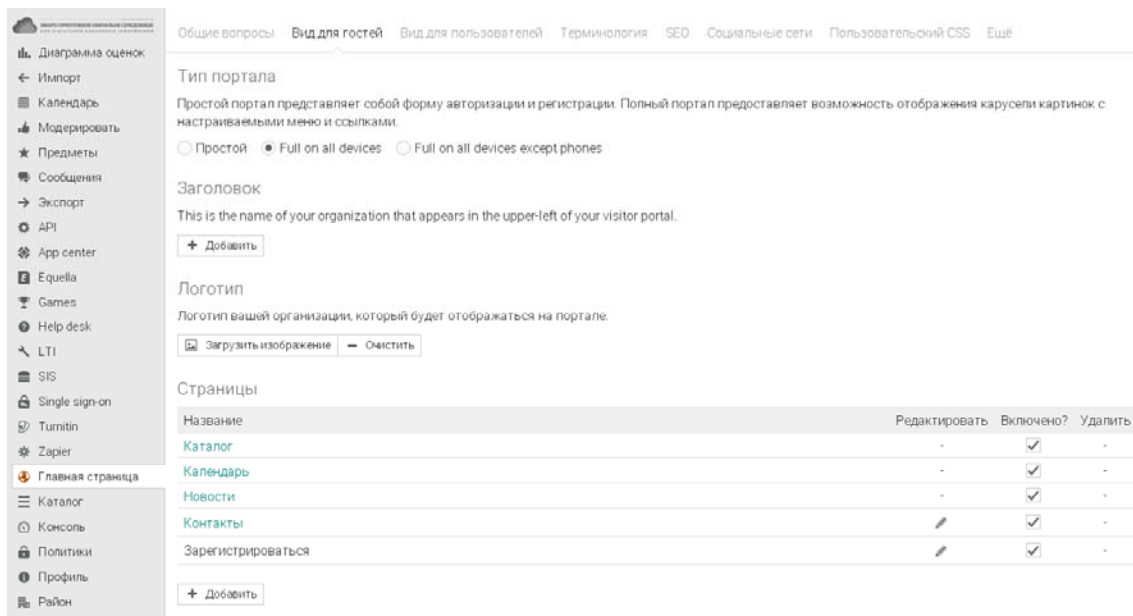 Общие вопросы Вид для гостей Вид для пользователей Терминология SEO Социальные сети Пользовательский CSS Ещё
Диаграмма оценок
Импорт
Календарь
Модерировать
Предметы
Сообщения
Экспорт
API
App center
Equella
Games
Help desk
LTI
SIS
Single sign-on
Turnitin
Zapier
Главная страница
Каталог
Консоль
Политики
Профиль
Район
Тип портала
Простой портал представляет собой форму авторизации и регистрации. Полный портал предоставляет возможность отображения карусели картинок с
настраиваемыми меню и ссылками.
Простой Full on all devices Full on all devices except phones
Заголовок
This is the name of your organization that appears in the upper-left of your visitor portal.
+ Добавить
Логотип
Логотип вашей организации, который будет отображаться на портале.
Загрузить изображение – Очистить
Страницы
Название Редактировать Включено? Удалить
Каталог - -
Календарь - -
Новости - -
Контакты -
Зарегистрироваться -
+ Добавить